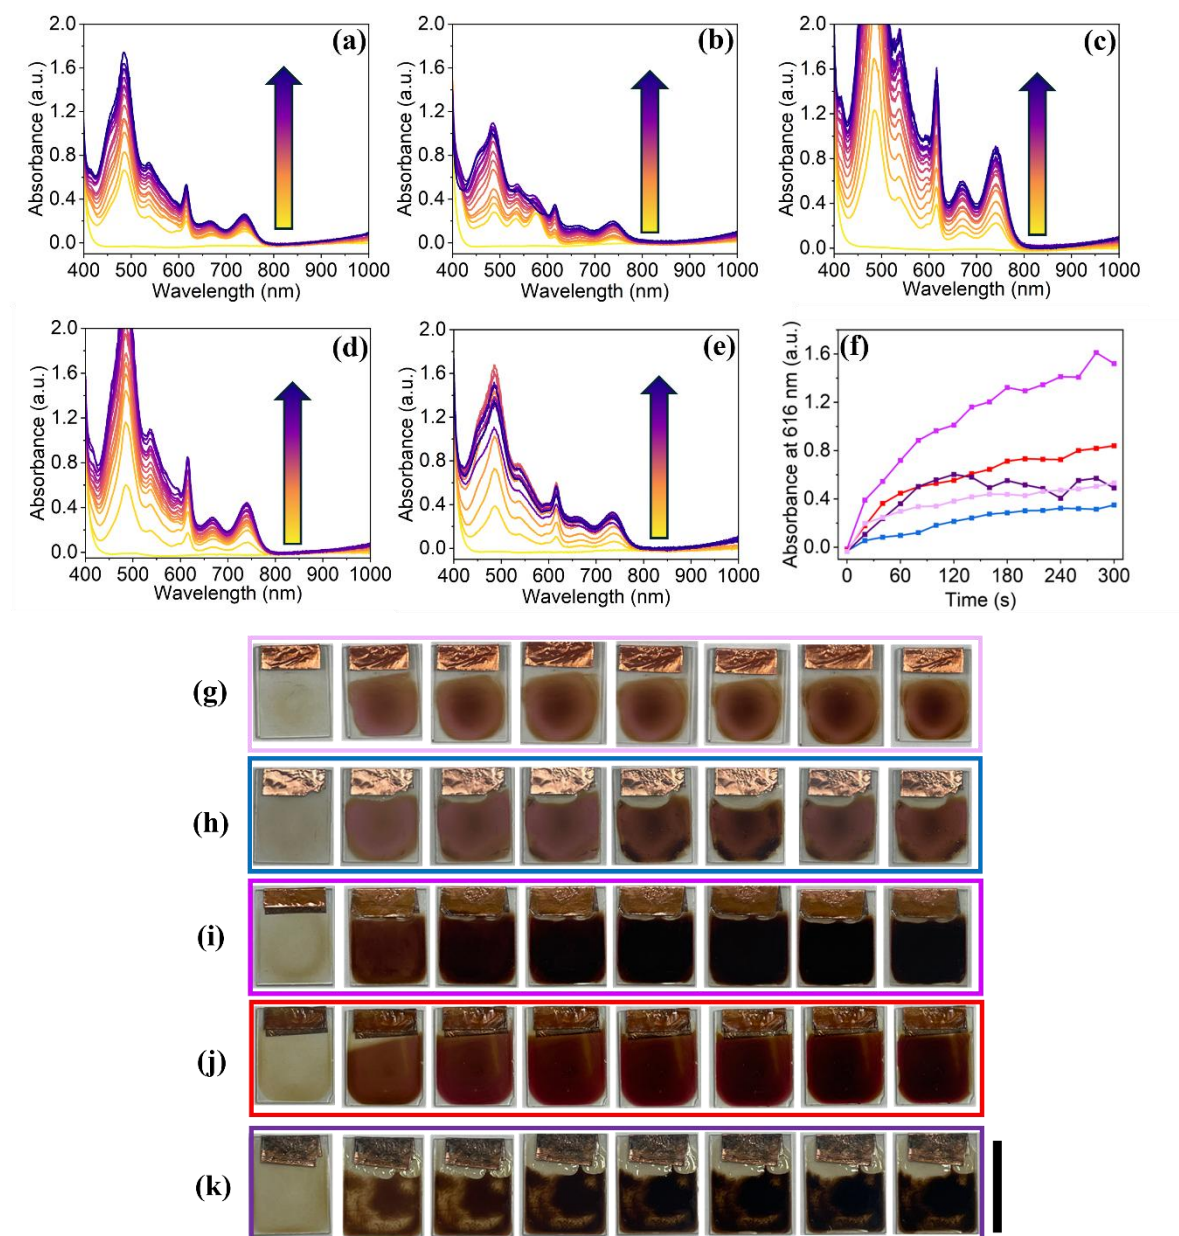 (a)
2.0
1.6
1.2
0.8
0.4
0.0
Absorbance (a.u.)
400 500 600 700 800 900 1000
Wavelength (nm)
(b)
2.0
1.6
1.2
0.8
0.4
0.0
Absorbance (a.u.)
400 500 600 700 800 900 1000
Wavelength (nm)
(c)
2.0
1.6
1.2
0.8
0.4
0.0
Absorbance (a.u.)
400 500 600 700 800 900 1000
Wavelength (nm)
(d)
2.0
1.6
1.2
0.8
0.4
0.0
Absorbance (a.u.)
400 500 600 700 800 900 1000
Wavelength (nm)
(e)
2.0
1.6
1.2
0.8
0.4
0.0
Absorbance (a.u.)
400 500 600 700 800 900 1000
Wavelength (nm)
(f)
1.6
1.2
0.8
0.4
0.0
Absorbance at 616 nm (a.u.)
0 60 120 180 240 300
Time (s)
(g)
(h)
(i)
(j)
(k)